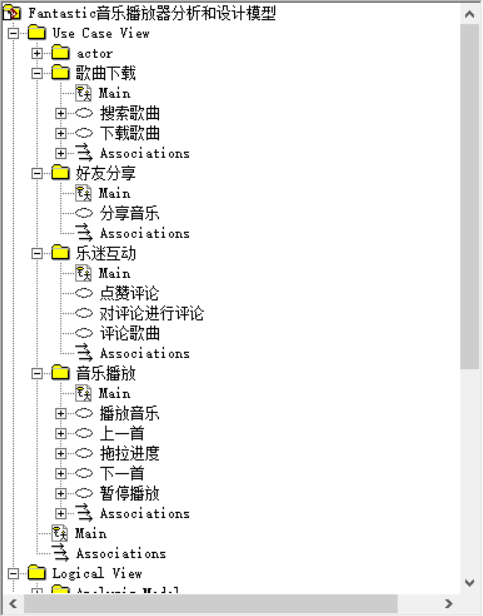 Fantastic音乐播放器分析和设计模型
Use Case View
actor
歌曲下载
Main
搜索歌曲
下载歌曲
Associations
好友分享
Main
分享音乐
Associations
乐迷互动
Main
点赞评论
对评论进行评论
评论歌曲
Associations
音乐播放
Main
播放音乐
上一首
拖拉进度
下一首
暂停播放
Associations
Main
Associations
Logical View
Analysis Model